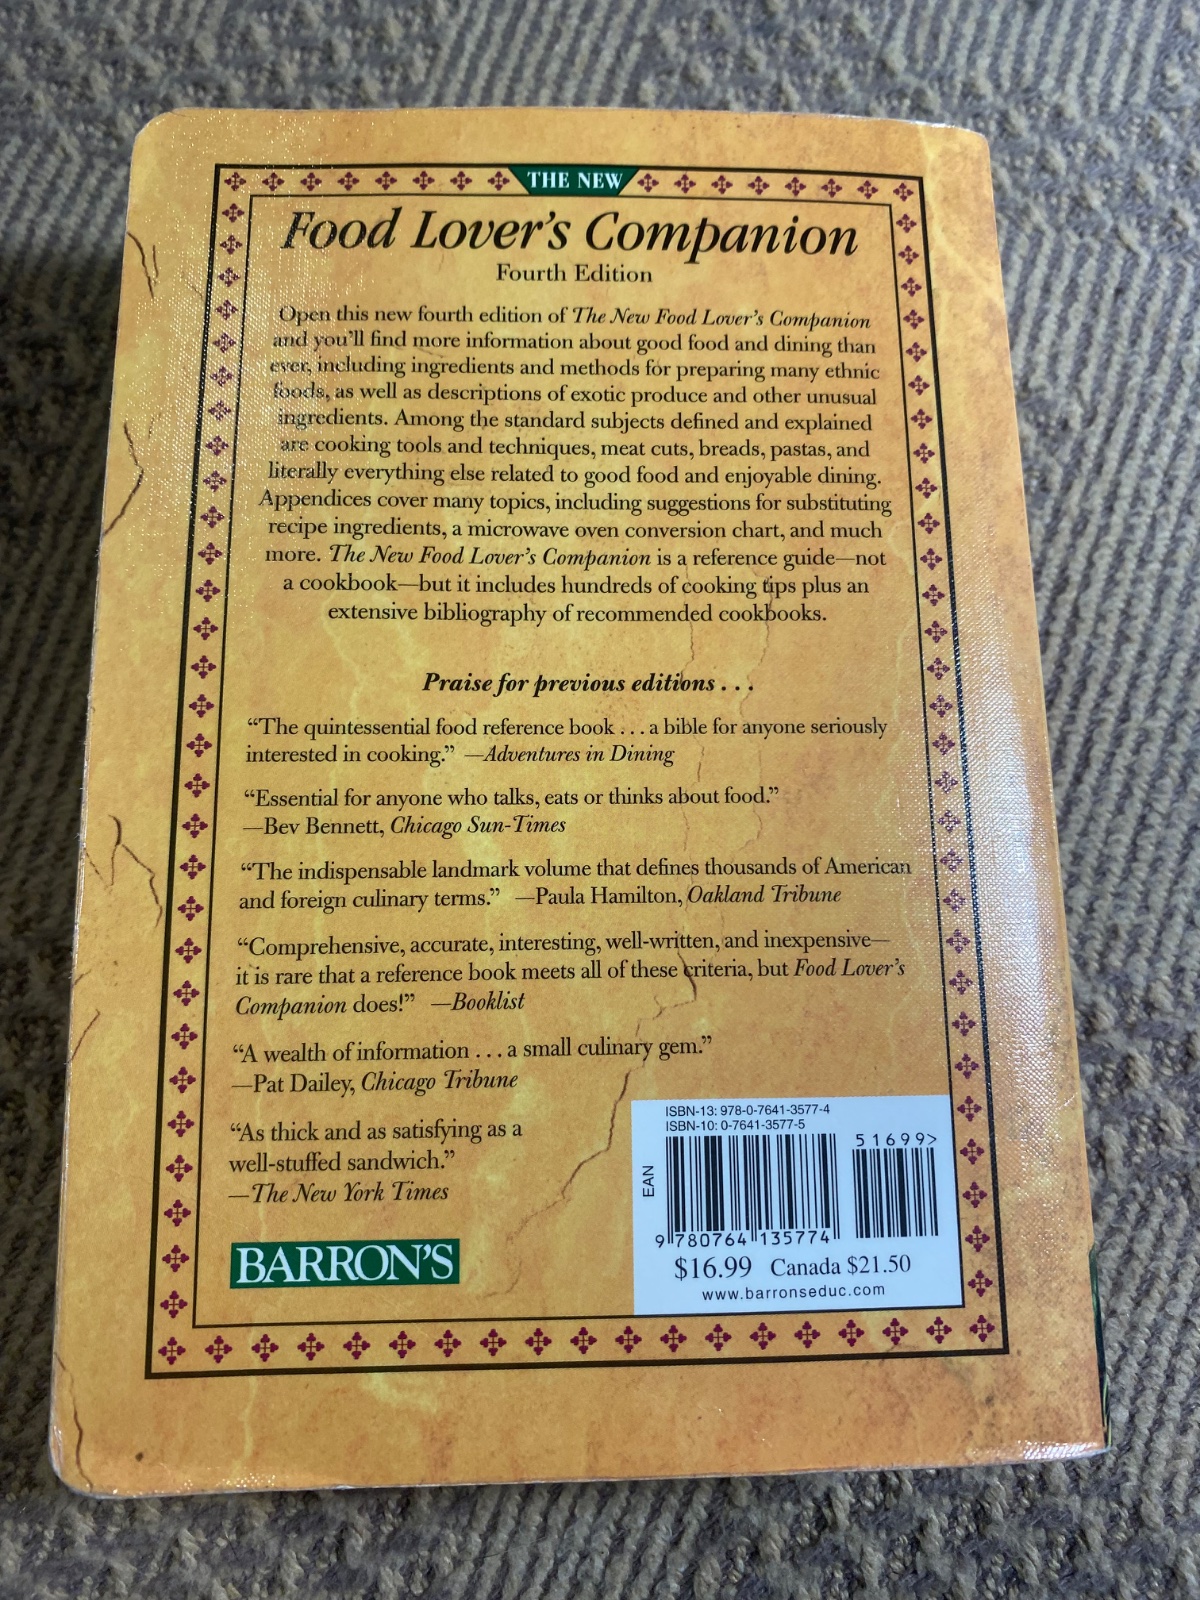 THE NEW
Food Lover's Companion
Fourth Edition
Open this new fourth edition of The New Food Lover's Companion
and you'll find more information about good food and dining than
ever, including ingredients and methods for preparing many ethnic
foods, as well as descriptions of exotic produce and other unusual
ingredients. Among the standard subjects defined and explained
are cooking tools and techniques, meat cuts, breads, pastas, and
literally everything else related to good food and enjoyable dining.
Appendices cover many topics, including suggestions for substituting
recipe ingredients, a microwave oven conversion chart, and much
more. The New Food Lover's Companion is a reference guide—not
a cookbook—but it includes hundreds of cooking tips plus an
extensive bibliography of recommended cookbooks.
Praise for previous editions . . .
“The quintessential food reference book . . . a bible for anyone seriously
interested in cooking.” —Adventures in Dining
“Essential for anyone who talks, eats or thinks about food.”
—Bev Bennett, Chicago Sun-Times
“The indispensable landmark volume that defines thousands of American
and foreign culinary terms.” —Paula Hamilton, Oakland Tribune
“Comprehensive, accurate, interesting, well-written, and inexpensive—
it is rare that a reference book meets all of these criteria, but Food Lover's
Companion does!” —Booklist
“A wealth of information . . . a small culinary gem.”
—Pat Dailey, Chicago Tribune
“As thick and as satisfying as a
well-stuffed sandwich.”
—The New York Times
BARRON'S
ISBN-13: 978-0-7641-3577-4
ISBN-10: 0-7641-3577-5
51699>
EAN
9 780764 135774
$16.99 Canada $21.50
www.barronseduc.com